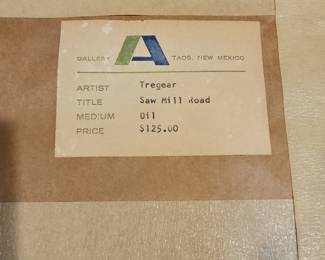 GALLERY A TAOS, NEW MEXICO
ARTIST Tregear
TITLE Saw Mill Road
MEDIUM Oil
PRICE $125.00